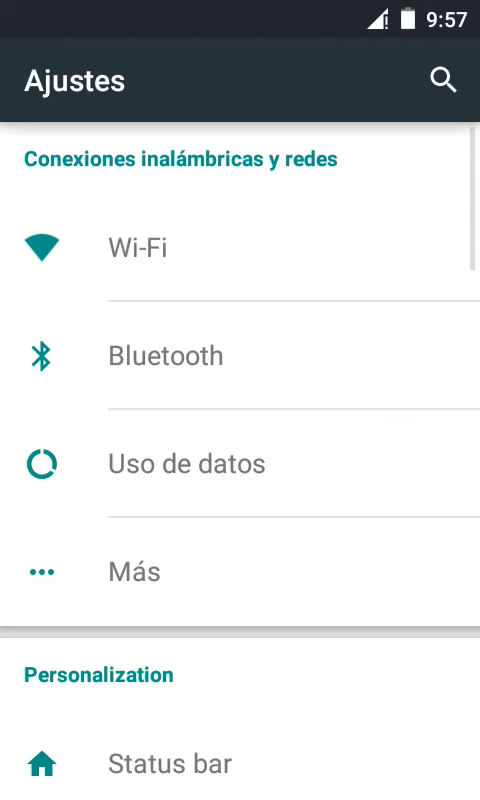 9:57
Ajustes
Conexiones inalámbricas y redes
Wi-Fi
Bluetooth
Uso de datos
Más
Personalization
Status bar